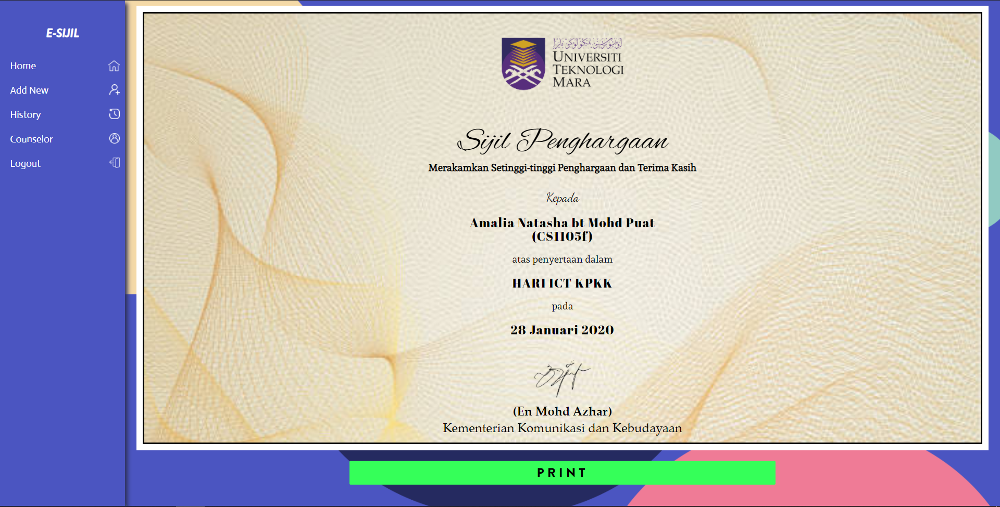 E-SIJIL
Home
Add New
History
Counselor
Logout
UNIVERSITI
TEKNOLOGI
MARA
Sijil Penghargaan
Merakamkan Setinggi-tinggi Penghargaan dan Terima Kasih
Kepada
Amalia Natasha bt Mohd Puat
(CS1105f)
atas penyertaan dalam
HARI ICT KPKK
pada
28 Januari 2020
(En Mohd Azhar)
Kementerian Komunikasi dan Kebudayaan
PRINT